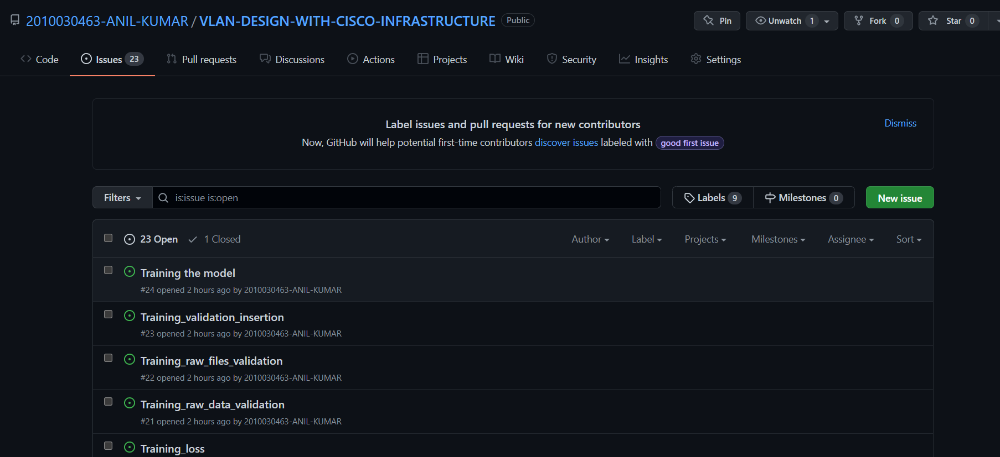 2010030463-ANIL-KUMAR / VLAN-DESIGN-WITH-CISCO-INFRASTRUCTURE Public Pin Unwatch 1 Fork 0 Star 0
Code Issues 23 Pull requests Discussions Actions Projects Wiki Security Insights Settings
Label issues and pull requests for new contributors Dismiss
Now, GitHub will help potential first-time contributors discover issues labeled with good first issue
Filters is:issue is:open Labels 9 Milestones 0 New issue
23 Open 1 Closed Author Label Projects Milestones Assignee Sort
Training the model
#24 opened 2 hours ago by 2010030463-ANIL-KUMAR
Training_validation_insertion
#23 opened 2 hours ago by 2010030463-ANIL-KUMAR
Training_raw_files_validation
#22 opened 2 hours ago by 2010030463-ANIL-KUMAR
Training_raw_data_validation
#21 opened 2 hours ago by 2010030463-ANIL-KUMAR
Training_loss